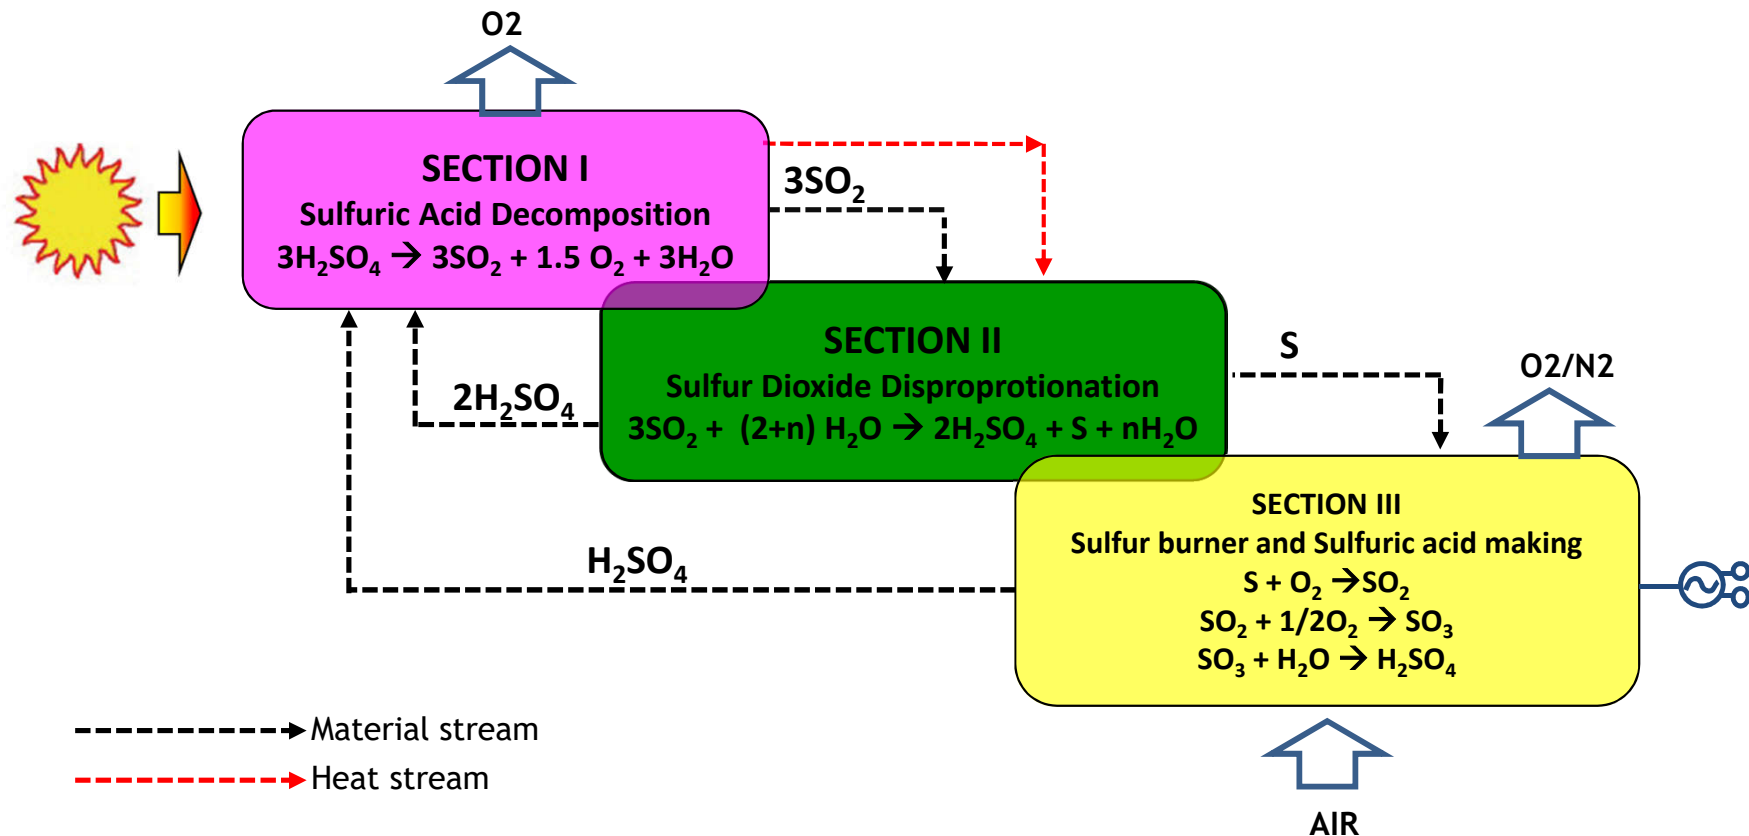 O2
SECTION I
Sulfuric Acid Decomposition
3H₂SO₄ → 3SO₂ + 1.5 O₂ + 3H₂O
3SO₂
SECTION II
Sulfur Dioxide Disproprotionation
3SO₂ + (2+n) H₂O → 2H₂SO₄ + S + nH₂O
2H₂SO₄
S
O2/N2
SECTION III
Sulfur burner and Sulfuric acid making
S + O₂ →SO₂
SO₂ + 1/2O₂ → SO₃
SO₃ + H₂O → H₂SO₄
H₂SO₄
Material stream
Heat stream
AIR